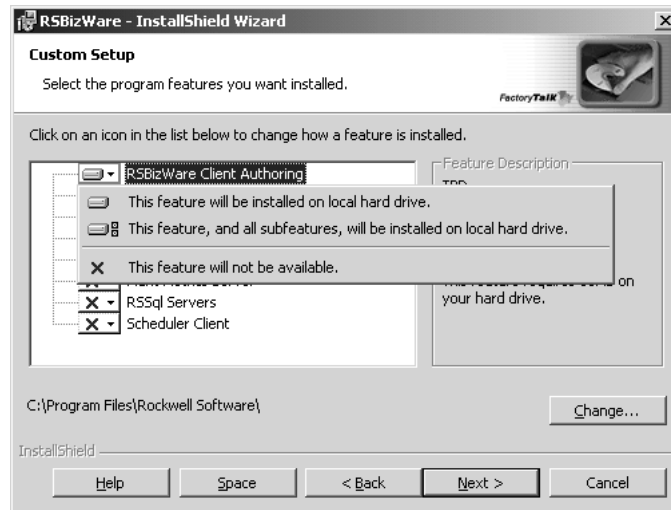 RSBizWare - InstallShield Wizard
Custom Setup
Select the program features you want installed.
FactoryTalk
Click on an icon in the list below to change how a feature is installed.
RSBizWare Client Authoring
Feature Description
This feature will be installed on local hard drive.
This feature, and all subfeatures, will be installed on local hard drive.
This feature will not be available.
on
RSSql Servers
your hard drive.
Scheduler Client
C:\Program Files\Rockwell Software\
Change...
InstallShield
Help Space < Back Next > Cancel